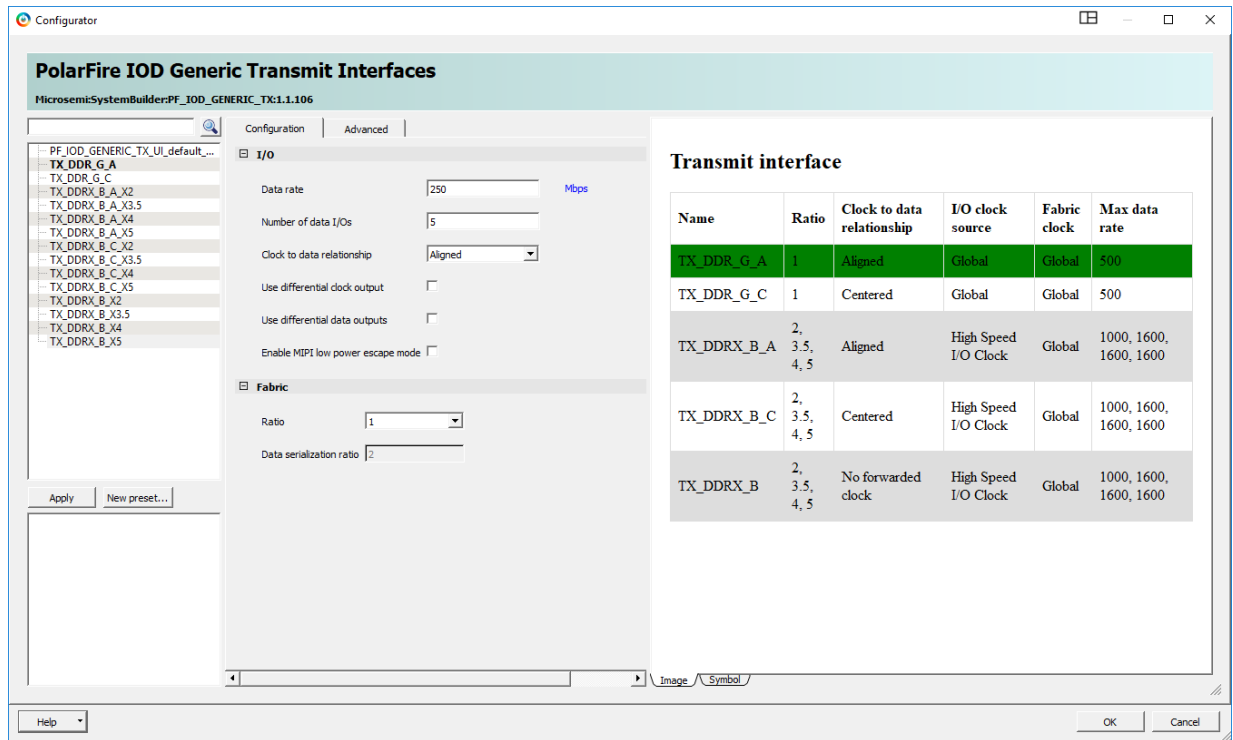 Configurator
PolarFire IOD Generic Transmit Interfaces
Microsemi:SystemBuilder:PF_IOD_GENERIC_TX:1.1.106
PF_IOD_GENERIC_TX_UI_default_...
TX_DDR_G_A
TX_DDR_G_C
TX_DDRX_B_A_X2
TX_DDRX_B_A_X3.5
TX_DDRX_B_A_X4
TX_DDRX_B_A_X5
TX_DDRX_B_C_X2
TX_DDRX_B_C_X3.5
TX_DDRX_B_C_X4
TX_DDRX_B_C_X5
TX_DDRX_B_X2
TX_DDRX_B_X3.5
TX_DDRX_B_X4
TX_DDRX_B_X5
Apply New preset...
Configuration Advanced
I/O
Data rate 250 Mbps
Number of data I/Os 5
Clock to data relationship Aligned
Use differential clock output
Use differential data outputs
Enable MIPI low power escape mode
Fabric
Ratio 1
Data serialization ratio 2
Transmit interface
Name Ratio Clock to data relationship I/O clock source Fabric clock Max data rate
TX_DDR_G_A 1 Aligned Global Global 500
TX_DDR_G_C 1 Centered Global Global 500
TX_DDRX_B_A 2, 3.5, 4, 5 Aligned High Speed I/O Clock Global 1000, 1600, 1600, 1600
TX_DDRX_B_C 2, 3.5, 4, 5 Centered High Speed I/O Clock Global 1000, 1600, 1600, 1600
TX_DDRX_B 2, 3.5, 4, 5 No forwarded clock High Speed I/O Clock Global 1000, 1600, 1600, 1600
Image Symbol
Help OK Cancel